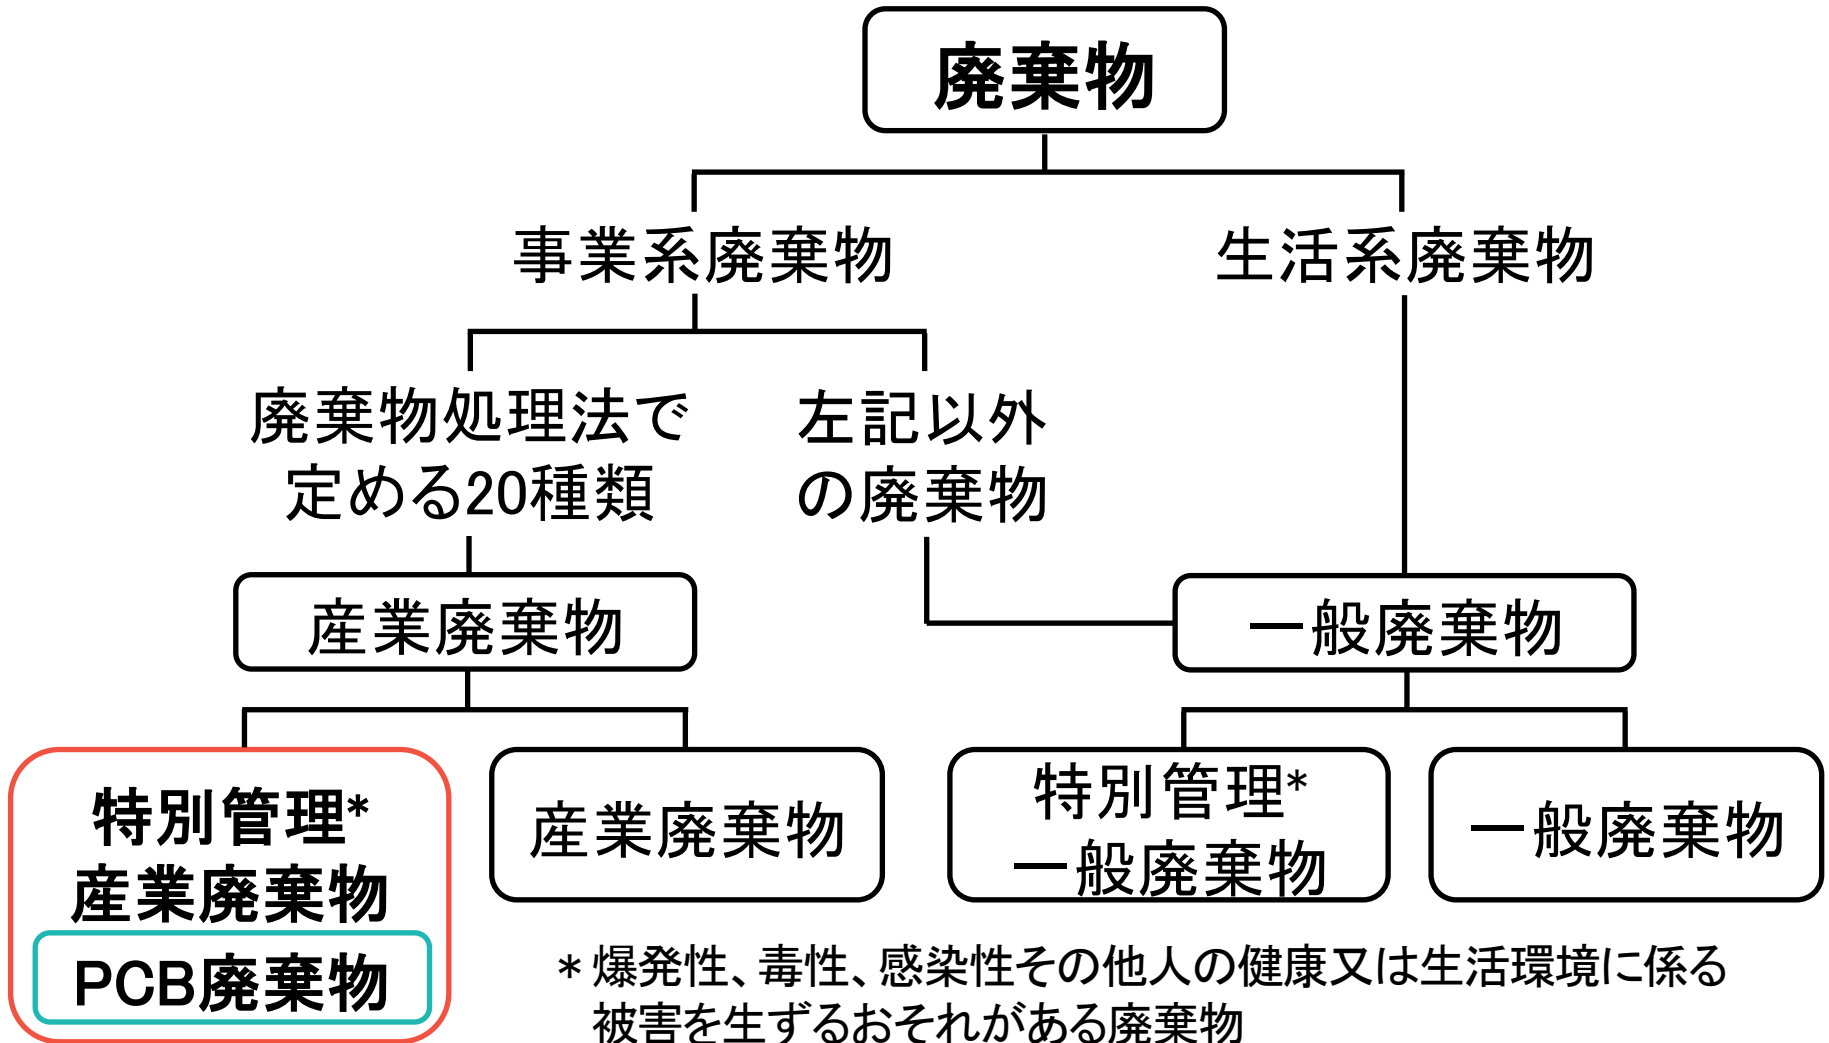 廃棄物
事業系廃棄物
生活系廃棄物
廃棄物処理法で
定める20種類
左記以外
の廃棄物
産業廃棄物
一般廃棄物
特別管理*
産業廃棄物
PCB廃棄物
産業廃棄物
特別管理*
一般廃棄物
一般廃棄物
* 爆発性、毒性、感染性その他人の健康又は生活環境に係る
被害を生ずるおそれがある廃棄物